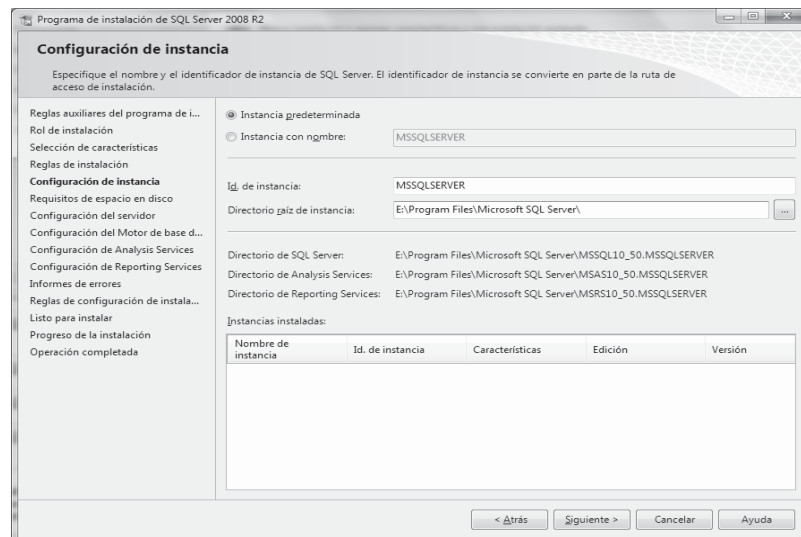 Programa de instalación de SQL Server 2008 R2
Configuración de instancia
Especifique el nombre y el identificador de instancia de SQL Server. El identificador de instancia se convierte en parte de la ruta de
acceso de instalación.
Reglas auxiliares del programa de i...
Rol de instalación
Selección de características
Reglas de instalación
Configuración de instancia
Requisitos de espacio en disco
Configuración del servidor
Configuración del Motor de base d...
Configuración de Analysis Services
Configuración de Reporting Services
Informes de errores
Reglas de configuración de instala...
Listo para instalar
Progreso de la instalación
Operación completada
Instancia predeterminada
Instancia con nombre: MSSQLSERVER
Id. de instancia: MSSQLSERVER
Directorio raíz de instancia: E:\Program Files\Microsoft SQL Server\ ...
Directorio de SQL Server: E:\Program Files\Microsoft SQL Server\MSSQL10_50.MSSQLSERVER
Directorio de Analysis Services: E:\Program Files\Microsoft SQL Server\MSAS10_50.MSSQLSERVER
Directorio de Reporting Services: E:\Program Files\Microsoft SQL Server\MSRS10_50.MSSQLSERVER
Instancias instaladas:
Nombre de instancia Id. de instancia Características Edición Versión
< Atrás Siguiente > Cancelar Ayuda